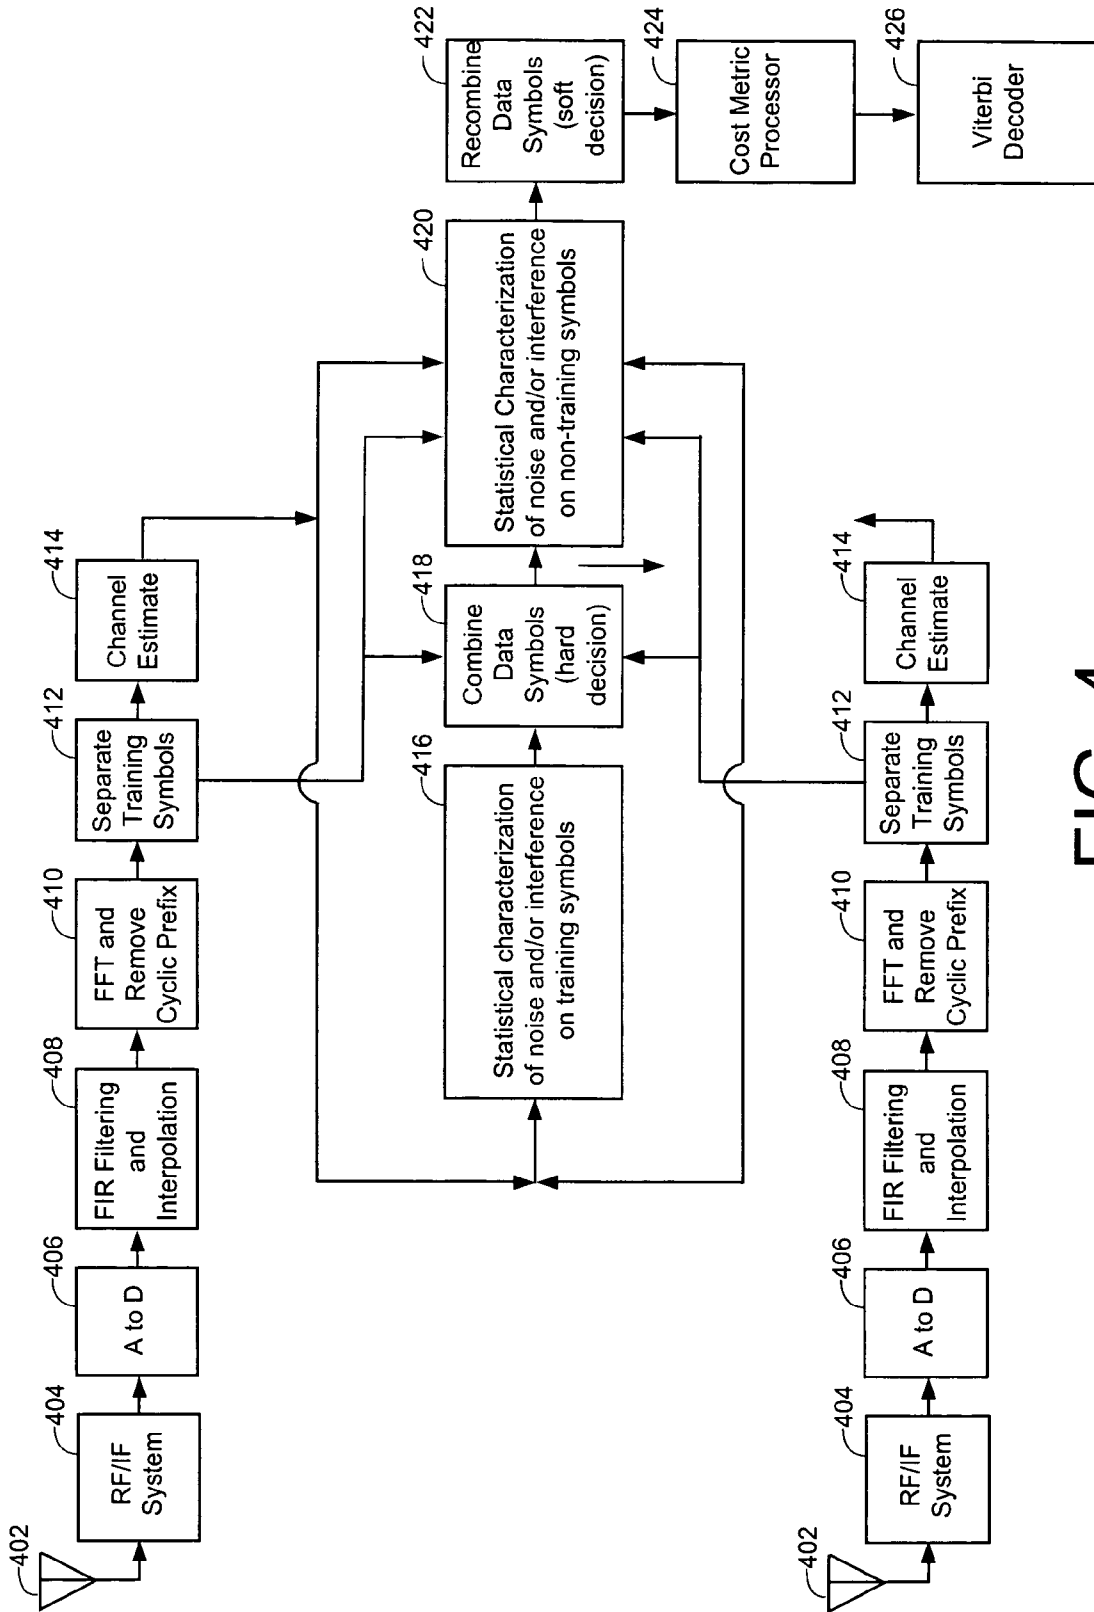 402
404
RF/IF
System
406
A to D
408
FIR Filtering
and
Interpolation
410
FFT and
Remove
Cyclic Prefix
412
Separate
Training
Symbols
414
Channel
Estimate
416
Statistical characterization
of noise and/or interference
on training symbols
418
Combine
Data
Symbols
(hard
decision)
420
Statistical Characterization
of noise and/or interference
on non-training symbols
422
Recombine
Data
Symbols
(soft
decision)
424
Cost Metric
Processor
426
Viterbi
Decoder
402
404
RF/IF
System
406
A to D
408
FIR Filtering
and
Interpolation
410
FFT and
Remove
Cyclic Prefix
412
Separate
Training
Symbols
414
Channel
Estimate
FIG. 4